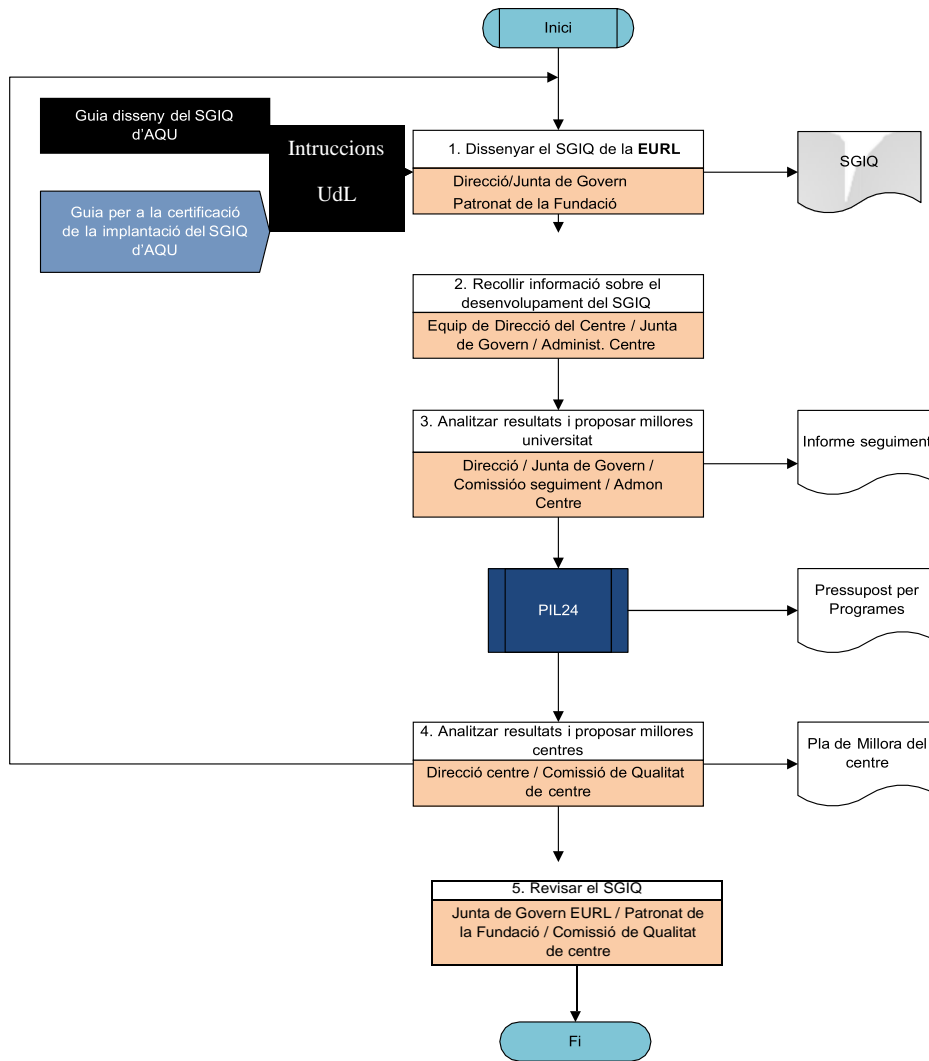 Inici
Guia disseny del SGIQ
d'AQU
Intruccions
UdL
Guia per a la certificació
de la implantació del SGIQ
d'AQU
1. Dissenyar el SGIQ de la EURL
Direcció/Junta de Govern
Patronat de la Fundació
SGIQ
2. Recollir informació sobre el
desenvolupament del SGIQ
Equip de Direcció del Centre / Junta
de Govern / Administ. Centre
3. Analitzar resultats i proposar millores
universitat
Direcció / Junta de Govern /
Comissióo seguiment / Admon
Centre
Informe seguiment
PIL24
Pressupost per
Programes
4. Analitzar resultats i proposar millores
centres
Direcció centre / Comissió de Qualitat
de centre
Pla de Millora del
centre
5. Revisar el SGIQ
Junta de Govern EURL / Patronat de
la Fundació / Comissió de Qualitat
de centre
Fi